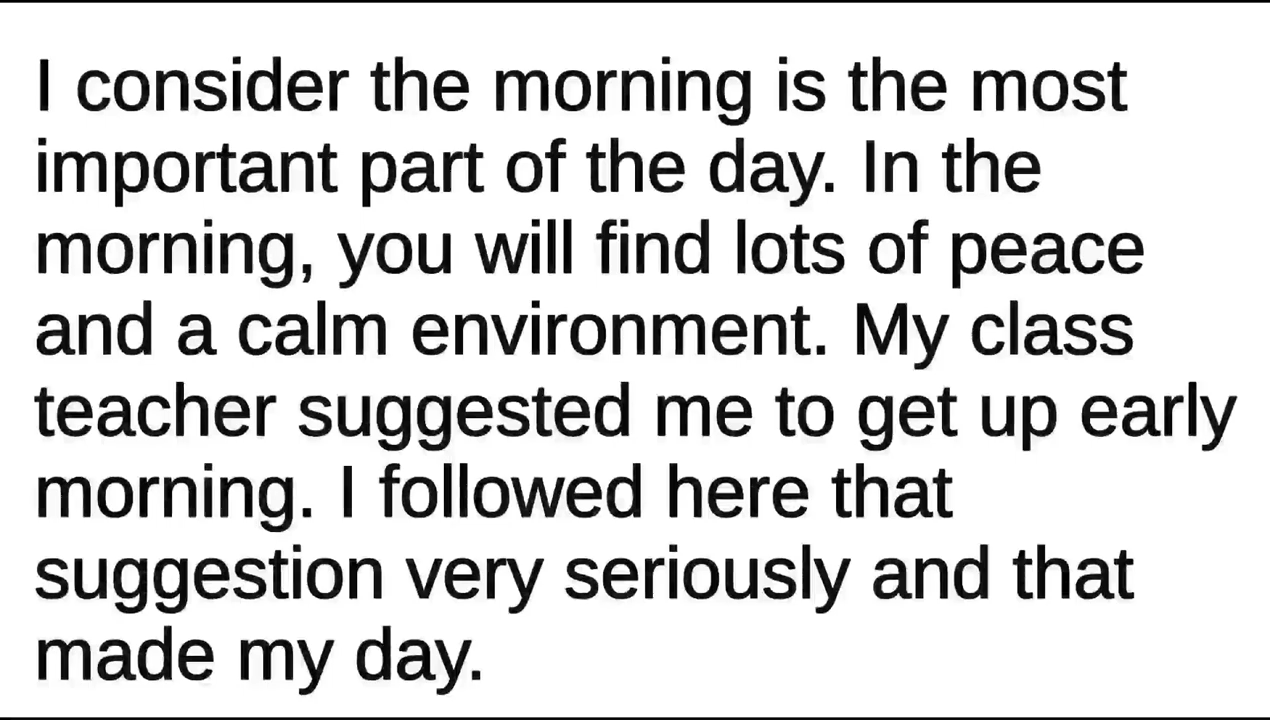 I consider the morning is the most
important part of the day. In the
morning, you will find lots of peace
and a calm environment. My class
teacher suggested me to get up early
morning. I followed here that
suggestion very seriously and that
made my day.